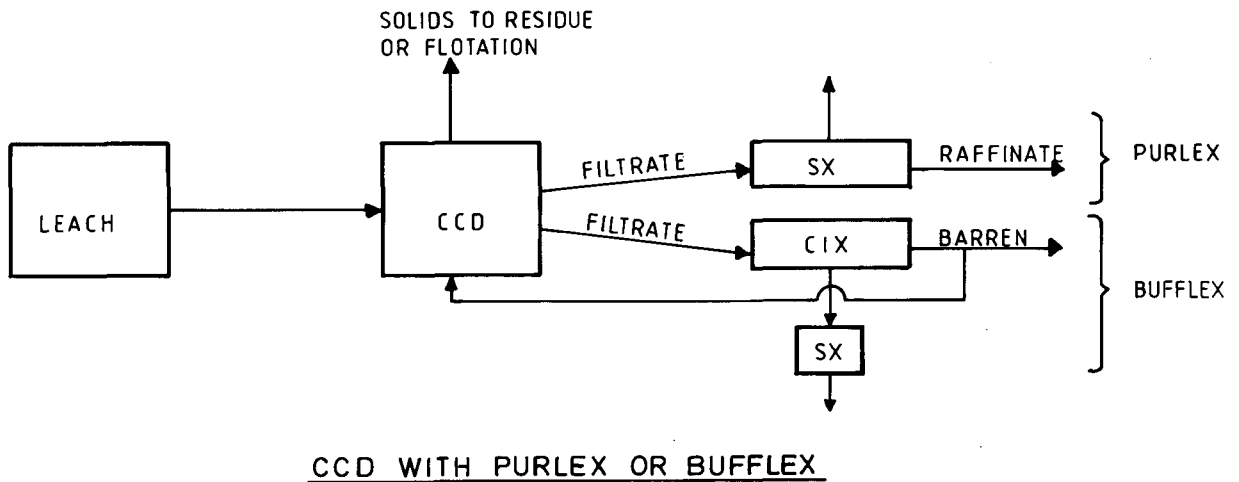 SOLIDS TO RESIDUE
OR FLOTATION
LEACH
CCD
FILTRATE
FILTRATE
SX
RAFFINATE
PURLEX
CIX
BARREN
BUFFLEX
SX
CCD WITH PURLEX OR BUFFLEX